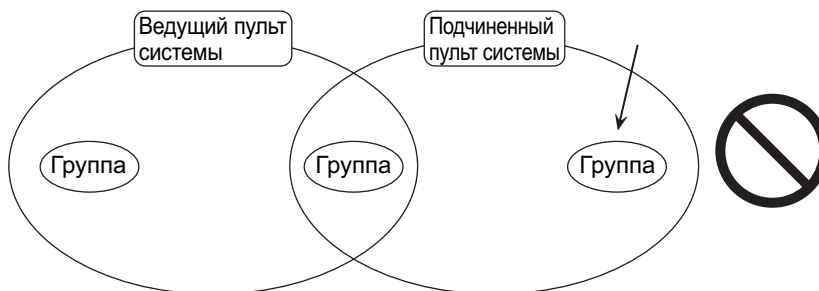 Ведущий пульт
системы
Подчиненный
пульт системы
Группа
Группа
Группа